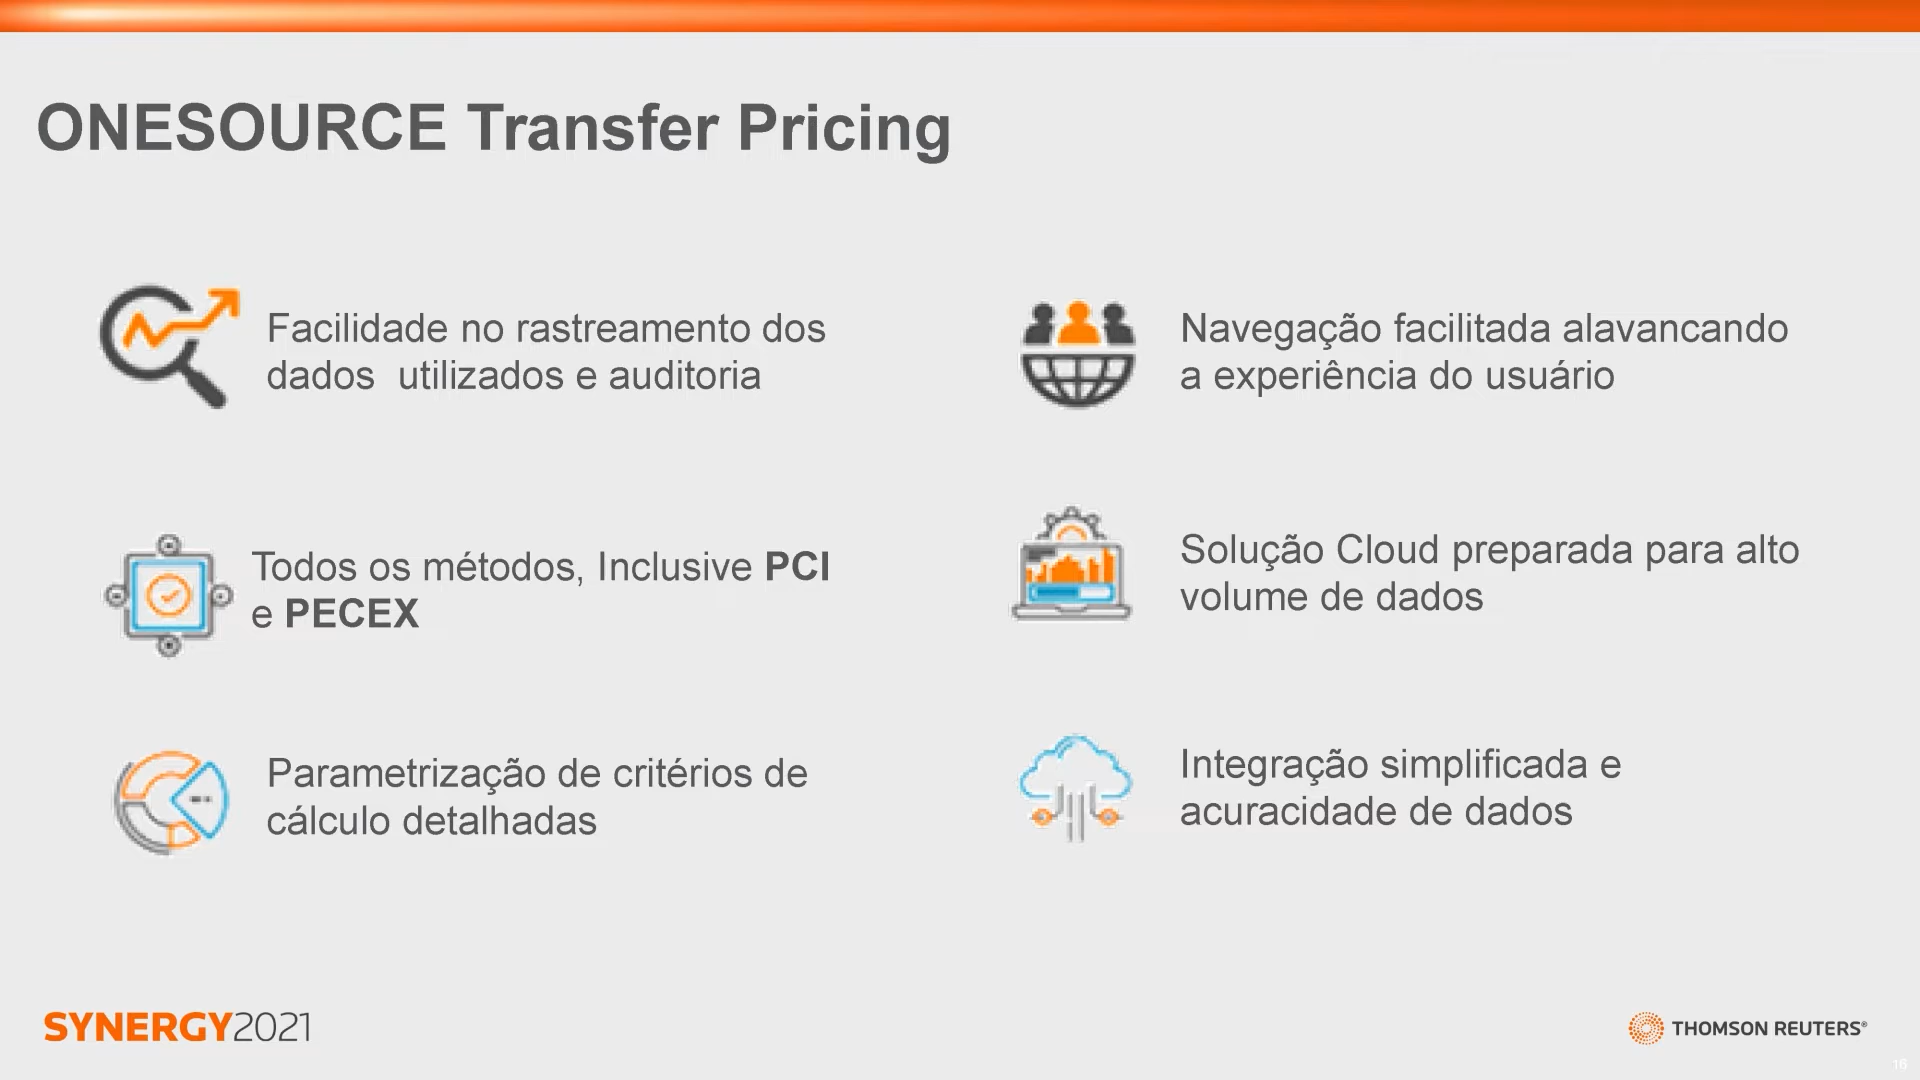 ONESOURCE Transfer Pricing
Facilidade no rastreamento dos
dados  utilizados e auditoria
Todos os métodos, Inclusive PCI
e PECEX
Parametrização de critérios de
cálculo detalhadas
Navegação facilitada alavancando
a experiência do usuário
Solução Cloud preparada para alto
volume de dados
Integração simplificada e
acuracidade de dados
SYNERGY2021
THOMSON REUTERS®
16